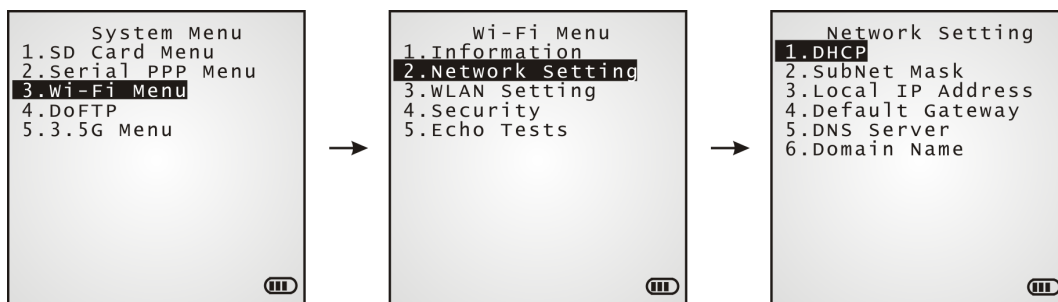 System Menu
1.SD Card Menu
2.Serial PPP Menu
3.Wi-Fi Menu
4.DoFTP
5.3.5G Menu
Wi-Fi Menu
1.Information
2.Network Setting
3.WLAN Setting
4.Security
5.Echo Tests
Network Setting
1.DHCP
2.SubNet Mask
3.Local IP Address
4.Default Gateway
5.DNS Server
6.Domain Name